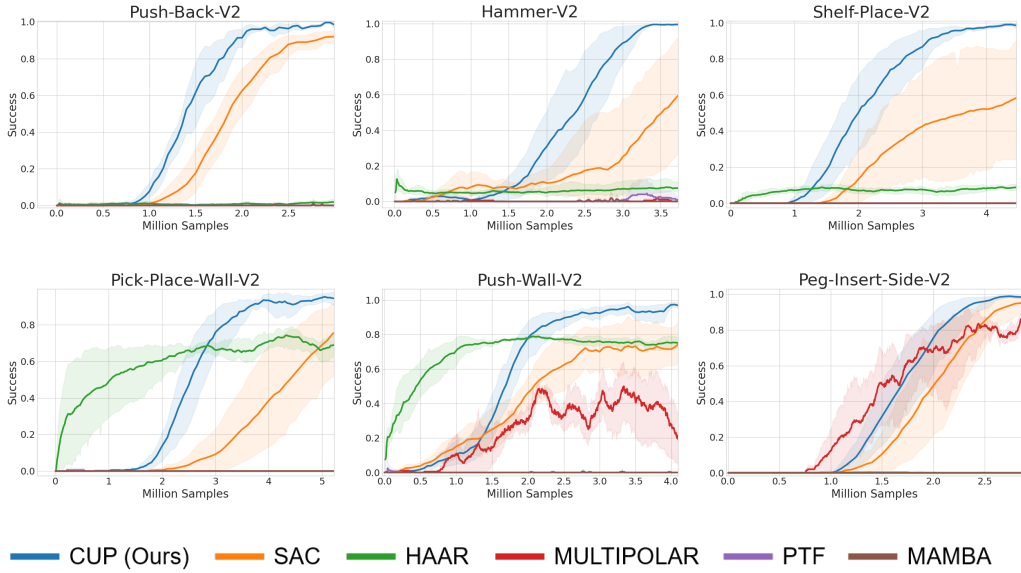 Push-Back-V2
Hammer-V2
Shelf-Place-V2
1.0
0.8
0.6
0.4
0.2
0.0
Success
0.0 0.5 1.0 1.5 2.0 2.5
Million Samples
1.0
0.8
0.6
0.4
0.2
0.0
Success
0.0 0.5 1.0 1.5 2.0 2.5 3.0 3.5
Million Samples
1.0
0.8
0.6
0.4
0.2
0.0
Success
0 1 2 3 4
Million Samples
Pick-Place-Wall-V2
Push-Wall-V2
Peg-Insert-Side-V2
0.8
0.6
0.4
0.2
0.0
Success
0 1 2 3 4 5
Million Samples
1.0
0.8
0.6
0.4
0.2
0.0
Success
0.0 0.5 1.0 1.5 2.0 2.5 3.0 3.5 4.0
Million Samples
1.0
0.8
0.6
0.4
0.2
0.0
Success
0.0 0.5 1.0 1.5 2.0 2.5
Million Samples
CUP (Ours) SAC HAAR MULTIPOLAR PTF MAMBA